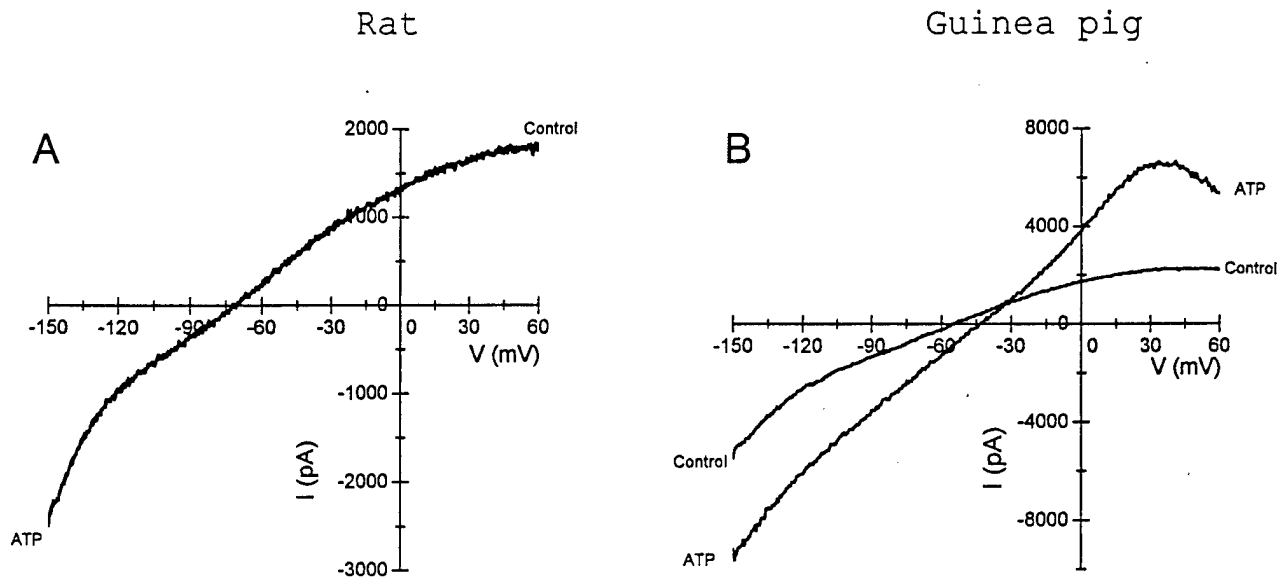 Rat
Guinea pig
A
2000
Control
1000
0
-150 -120 -90 -60 -30 0 30 60
V (mV)
-1000
-2000
-3000
I (pA)
ATP
B
8000
ATP
4000
Control
0
-150 -120 -90 -60 -30 0 30 60
V (mV)
-4000
Control
I (pA)
-8000
ATP